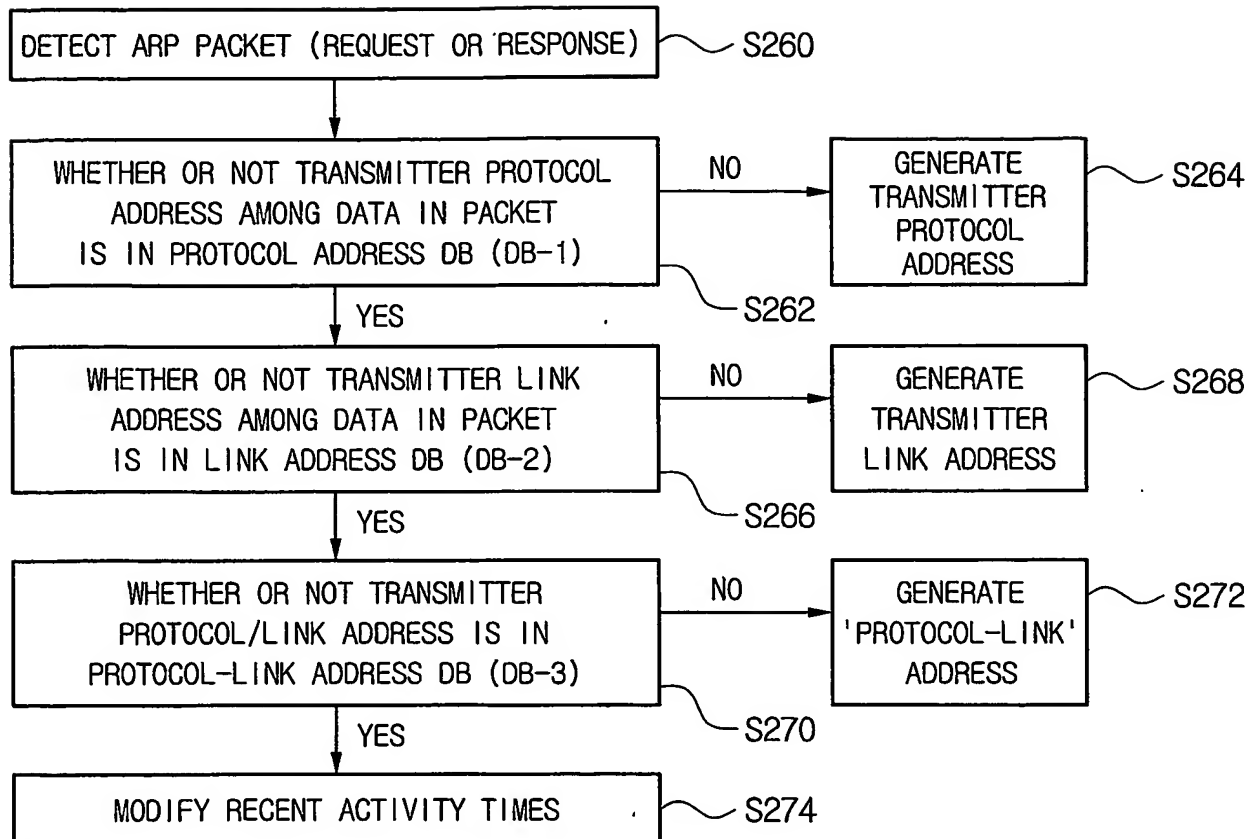 DETECT ARP PACKET (REQUEST OR RESPONSE)
S260
WHETHER OR NOT TRANSMITTER PROTOCOL
ADDRESS AMONG DATA IN PACKET
IS IN PROTOCOL ADDRESS DB (DB-1)
S262
NO
GENERATE
TRANSMITTER
PROTOCOL
ADDRESS
S264
YES
WHETHER OR NOT TRANSMITTER LINK
ADDRESS AMONG DATA IN PACKET
IS IN LINK ADDRESS DB (DB-2)
S266
NO
GENERATE
TRANSMITTER
LINK ADDRESS
S268
YES
WHETHER OR NOT TRANSMITTER
PROTOCOL/LINK ADDRESS IS IN
PROTOCOL-LINK ADDRESS DB (DB-3)
S270
NO
GENERATE
'PROTOCOL-LINK'
ADDRESS
S272
YES
MODIFY RECENT ACTIVITY TIMES
S274